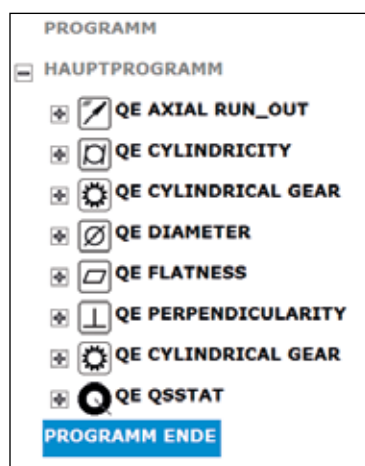 PROGRAMM
HAUPTPROGRAMM
QE AXIAL RUN_OUT
QE CYLINDRICITY
QE CYLINDRICAL GEAR
QE DIAMETER
QE FLATNESS
QE PERPENDICULARITY
QE CYLINDRICAL GEAR
QE QSSTAT
PROGRAMM ENDE